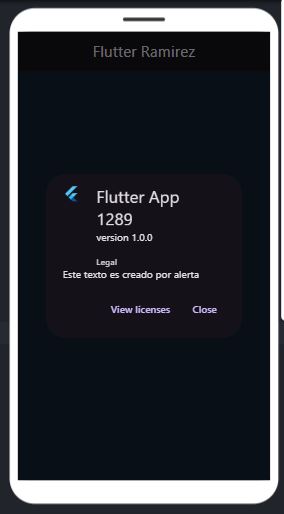 Flutter Ramirez
Flutter App
1289
version 1.0.0
Legal
Este texto es creado por alerta
View licenses Close